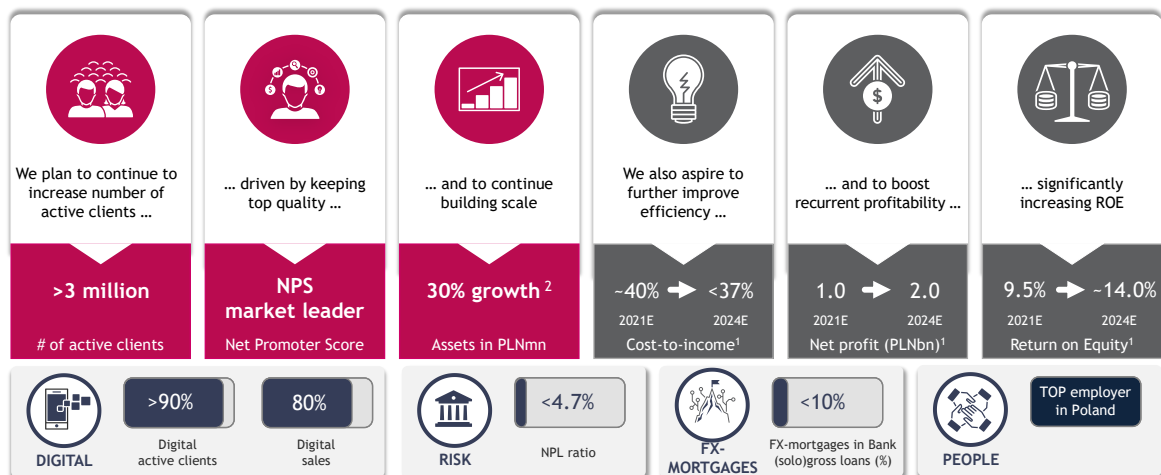 We plan to continue to
increase number of
active clients …
… driven by keeping
top quality …
… and to continue
building scale
We also aspire to
further improve
efficiency …
… and to boost
recurrent profitability …
… significantly
increasing ROE
>3 million
# of active clients
NPS
market leader
Net Promoter Score
30% growth ²
Assets in PLNmn
~40% <37%
2021E 2024E
Cost-to-income¹
1.0 2.0
2021E 2024E
Net profit (PLNbn)¹
9.5% ~14.0%
2021E 2024E
Return on Equity¹
DIGITAL
>90%
Digital
active clients
80%
Digital
sales
RISK
<4.7%
NPL ratio
FX-
MORTGAGES
<10%
FX-mortgages in Bank
(solo)gross loans (%)
PEOPLE
TOP employer
in Poland